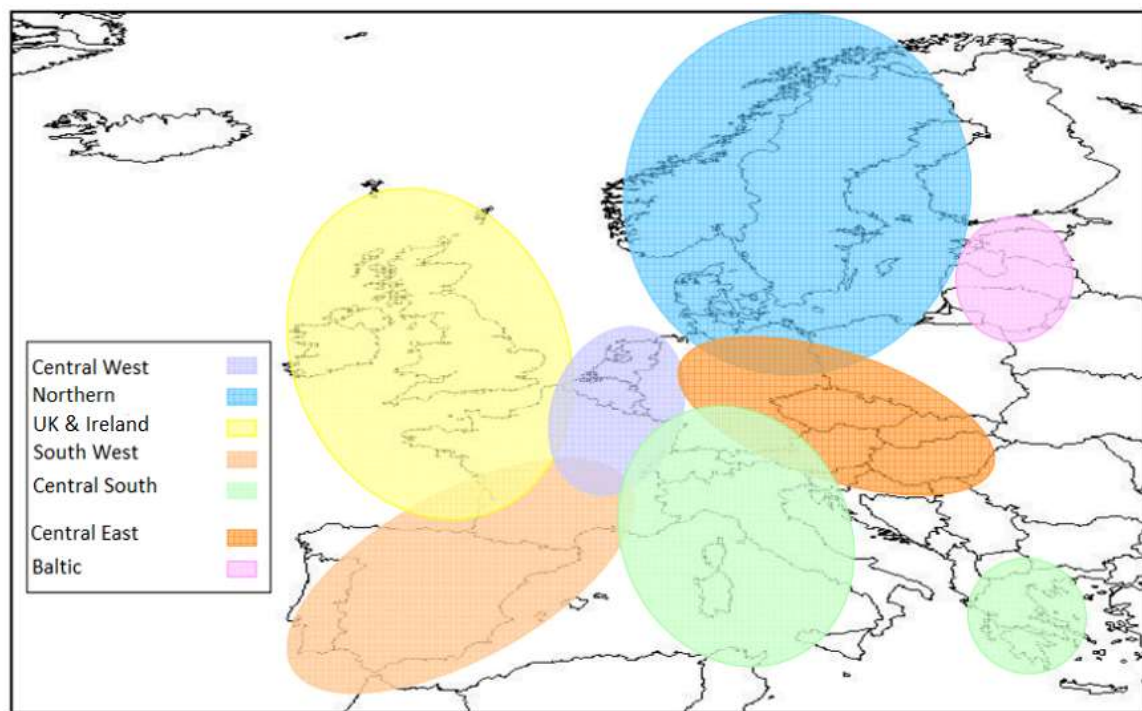 Central West
Northern
UK & Ireland
South West
Central South
Central East
Baltic